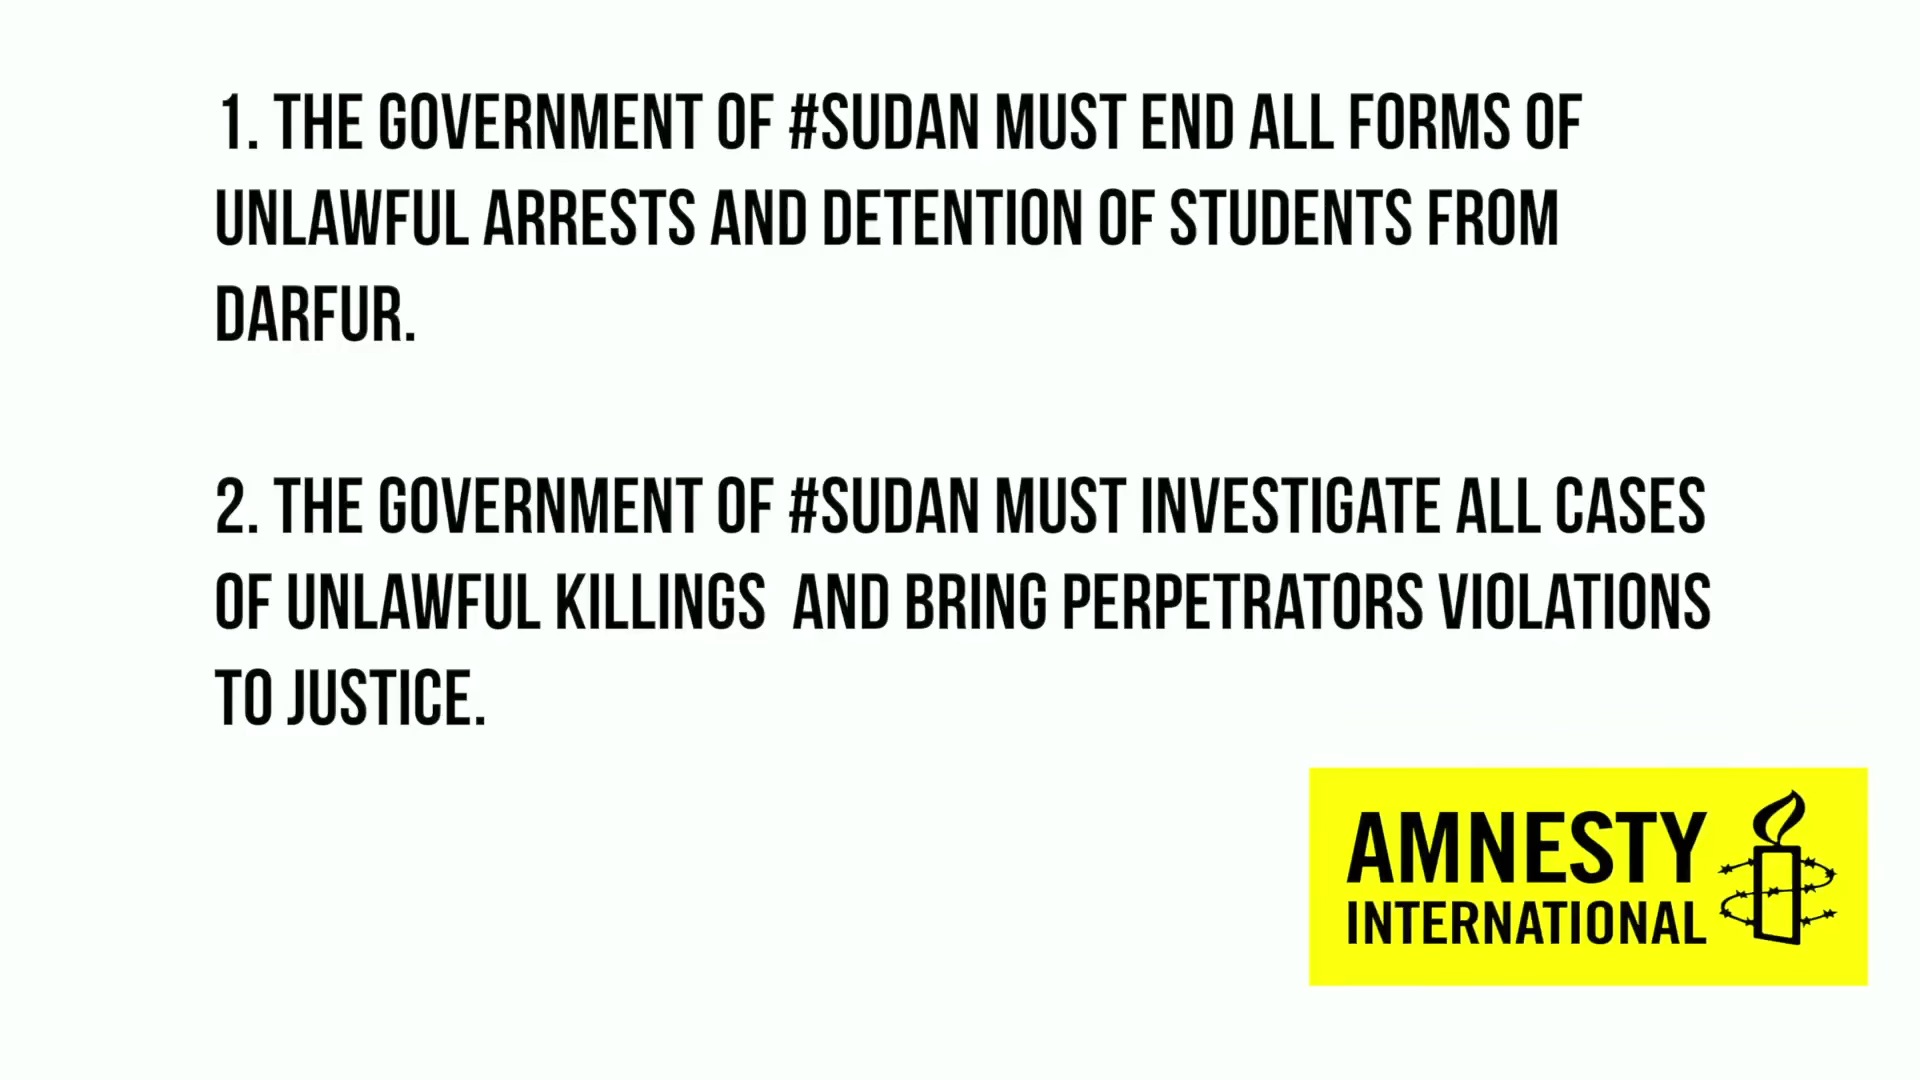 1. THE GOVERNMENT OF #SUDAN MUST END ALL FORMS OF
UNLAWFUL ARRESTS AND DETENTION OF STUDENTS FROM
DARFUR.
2. THE GOVERNMENT OF #SUDAN MUST INVESTIGATE ALL CASES
OF UNLAWFUL KILLINGS  AND BRING PERPETRATORS VIOLATIONS
TO JUSTICE.
AMNESTY
INTERNATIONAL